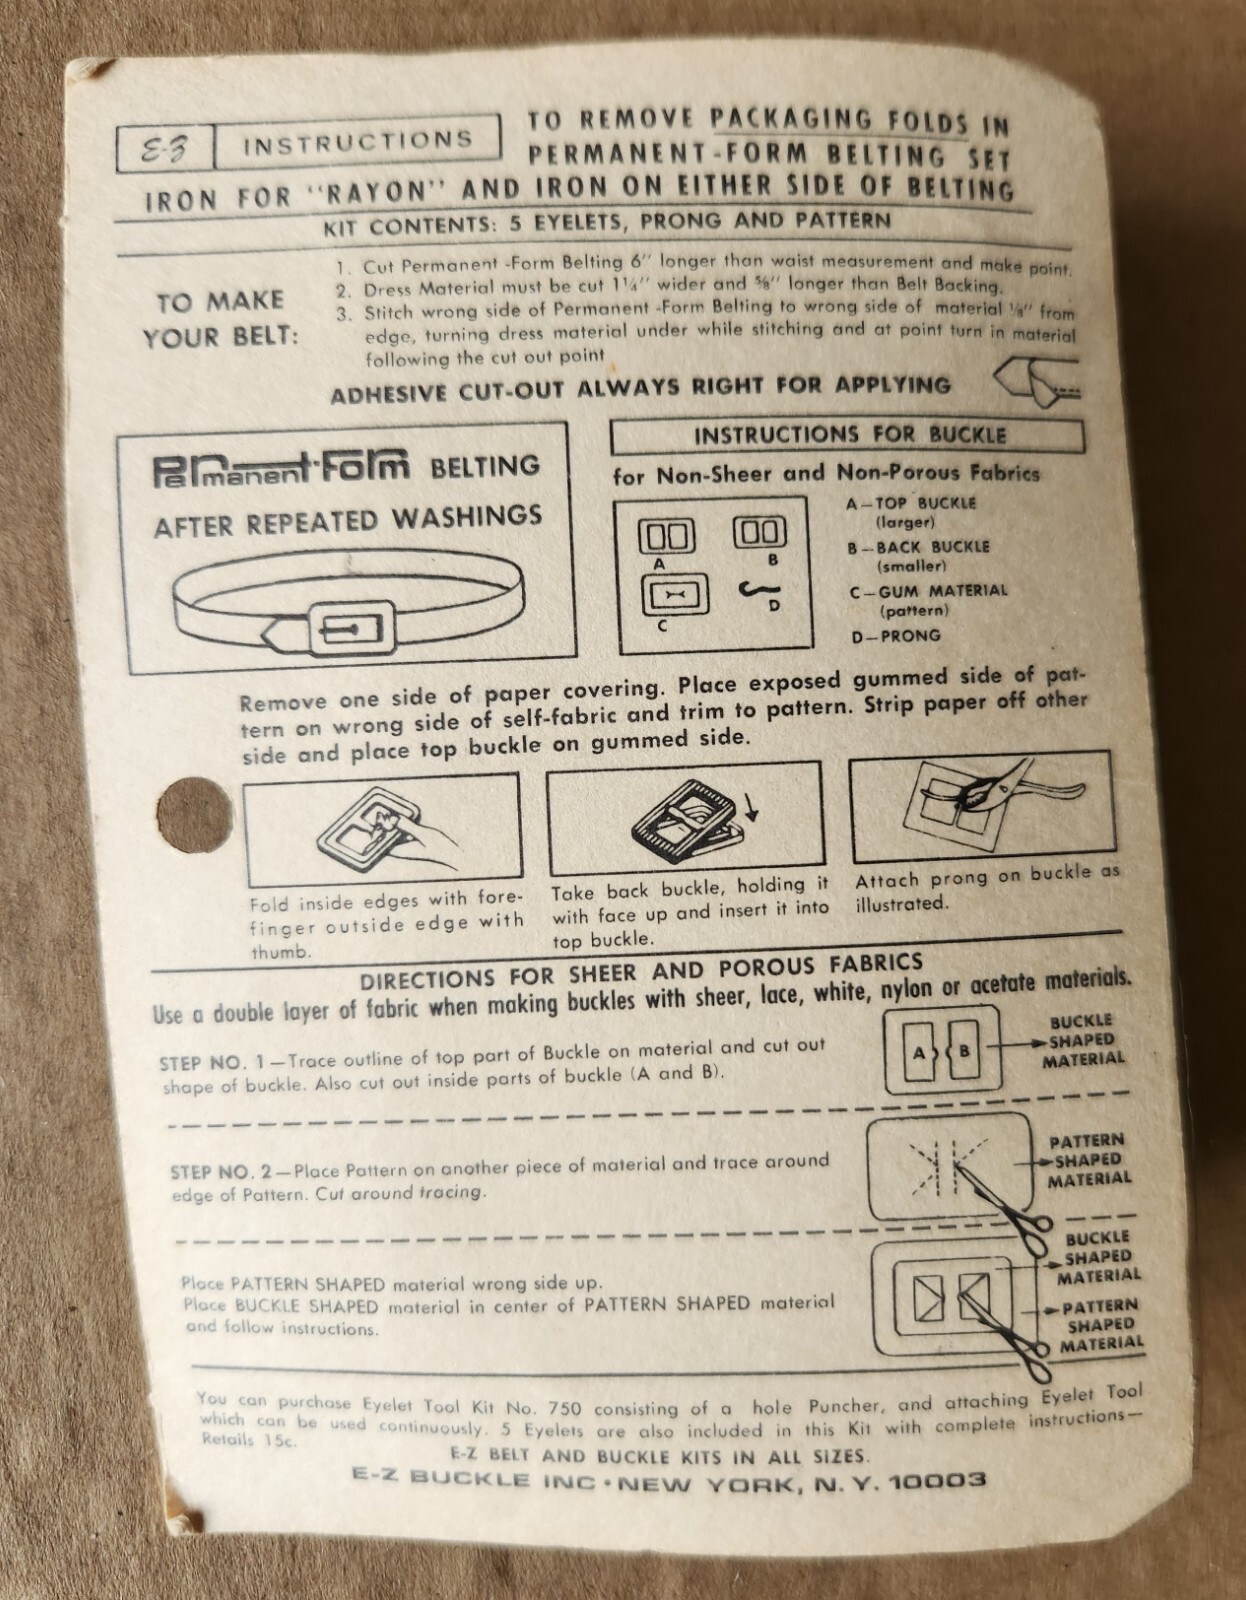 E-Z INSTRUCTIONS
TO REMOVE PACKAGING FOLDS IN
PERMANENT-FORM BELTING SET
IRON FOR "RAYON" AND IRON ON EITHER SIDE OF BELTING
KIT CONTENTS: 5 EYELETS, PRONG AND PATTERN
TO MAKE
YOUR BELT:
1. Cut Permanent -Form Belting 6" longer than waist measurement and make point.
2. Dress Material must be cut 1¼" wider and ⅝" longer than Belt Backing.
3. Stitch wrong side of Permanent -Form Belting to wrong side of material ⅛" from
edge, turning dress material under while stitching and at point turn in material
following the cut out point
ADHESIVE CUT-OUT ALWAYS RIGHT FOR APPLYING
Permanent-Form BELTING
AFTER REPEATED WASHINGS
INSTRUCTIONS FOR BUCKLE
for Non-Sheer and Non-Porous Fabrics
A
B
C
D
A—TOP BUCKLE
(larger)
B—BACK BUCKLE
(smaller)
C—GUM MATERIAL
(pattern)
D—PRONG
Remove one side of paper covering. Place exposed gummed side of pat-
tern on wrong side of self-fabric and trim to pattern. Strip paper off other
side and place top buckle on gummed side.
Fold inside edges with fore-
finger outside edge with
thumb.
Take back buckle, holding it
with face up and insert it into
top buckle.
Attach prong on buckle as
illustrated.
DIRECTIONS FOR SHEER AND POROUS FABRICS
Use a double layer of fabric when making buckles with sheer, lace, white, nylon or acetate materials.
STEP NO. 1—Trace outline of top part of Buckle on material and cut out
shape of buckle. Also cut out inside parts of buckle (A and B).
A B
BUCKLE
SHAPED
MATERIAL
STEP NO. 2—Place Pattern on another piece of material and trace around
edge of Pattern. Cut around tracing.
PATTERN
SHAPED
MATERIAL
Place PATTERN SHAPED material wrong side up.
Place BUCKLE SHAPED material in center of PATTERN SHAPED material
and follow instructions.
BUCKLE
SHAPED
MATERIAL
PATTERN
SHAPED
MATERIAL
You can purchase Eyelet Tool Kit No. 750 consisting of a hole Puncher, and attaching Eyelet Tool
which can be used continuously. 5 Eyelets are also included in this Kit with complete instructions—
Retails 15c.
E-Z BELT AND BUCKLE KITS IN ALL SIZES.
E-Z BUCKLE INC • NEW YORK, N. Y. 10003